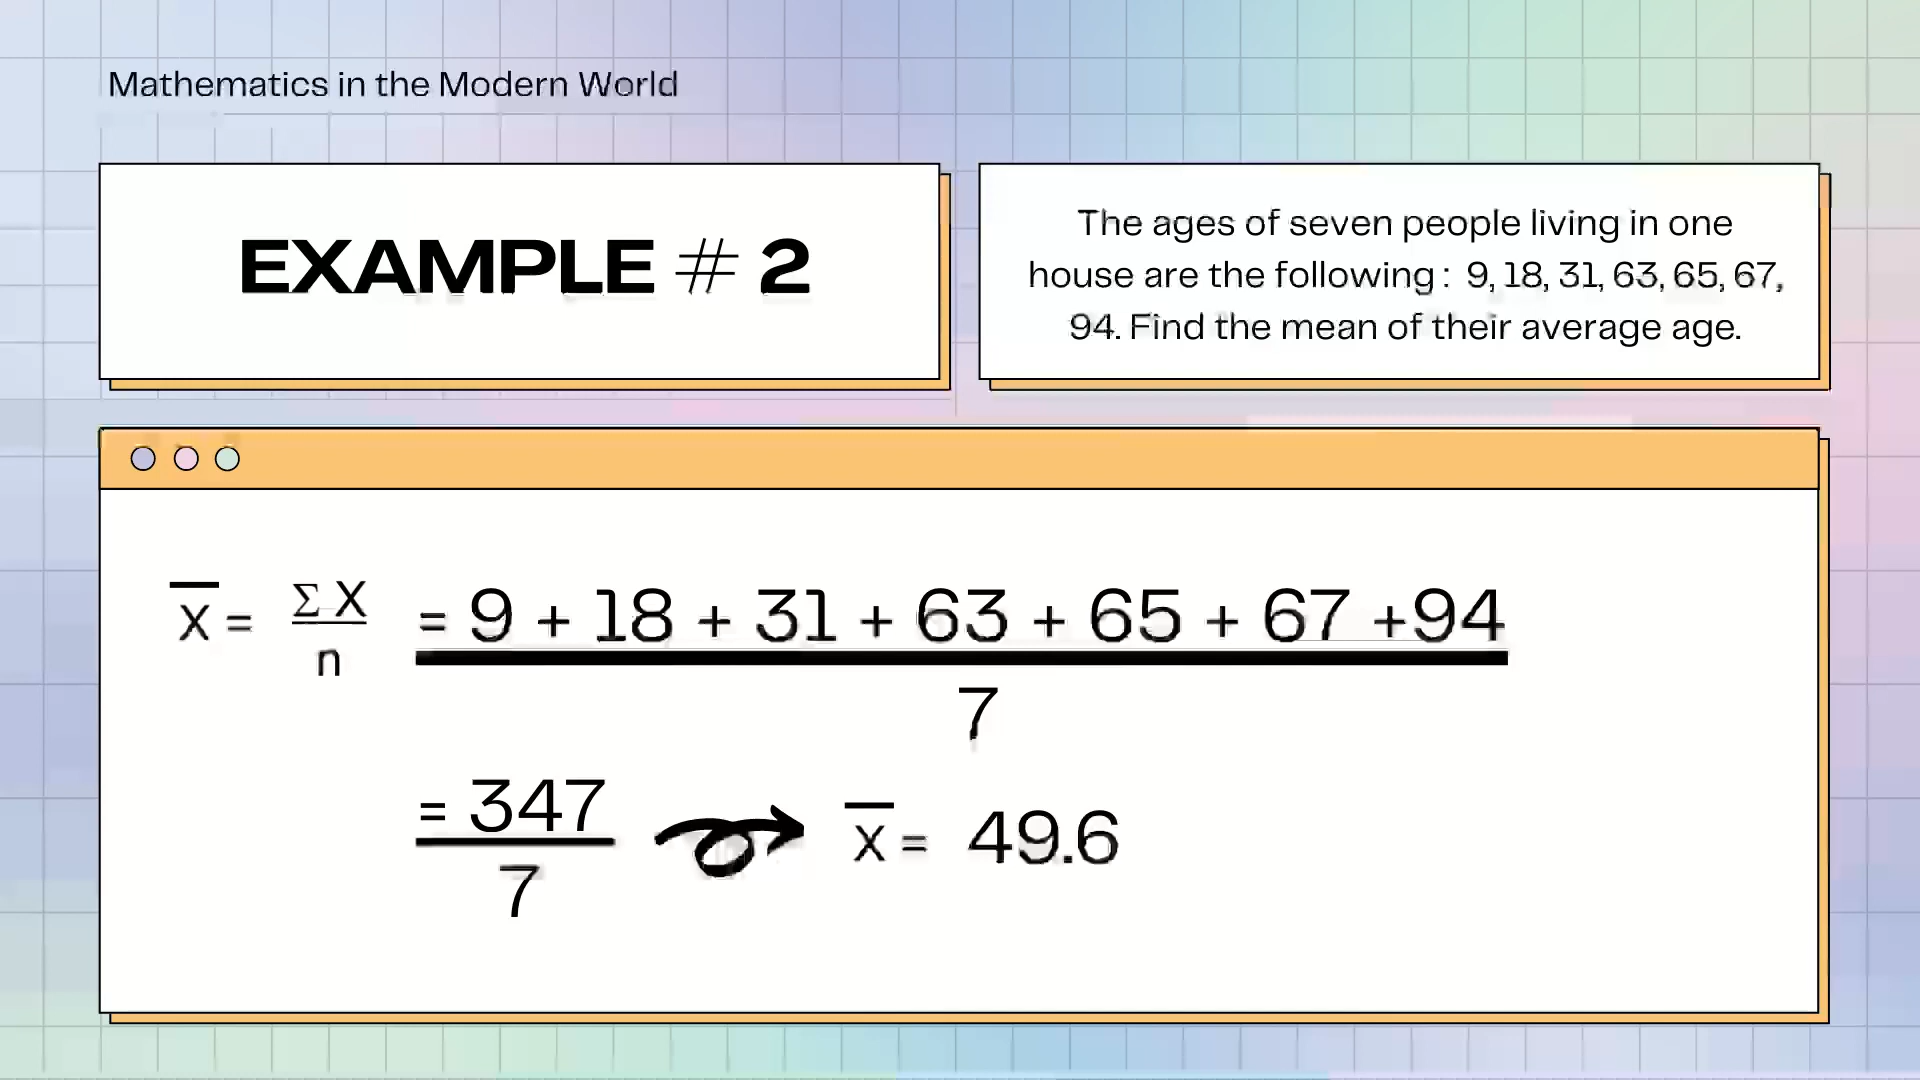 Mathematics in the Modern World
EXAMPLE # 2
The ages of seven people living in one
house are the following : 9, 18, 31, 63, 65, 67,
94. Find the mean of their average age.
x̄ = Σ X = 9 + 18 + 31 + 63 + 65 + 67 +94
n
7
= 347
7
x̄ = 49.6